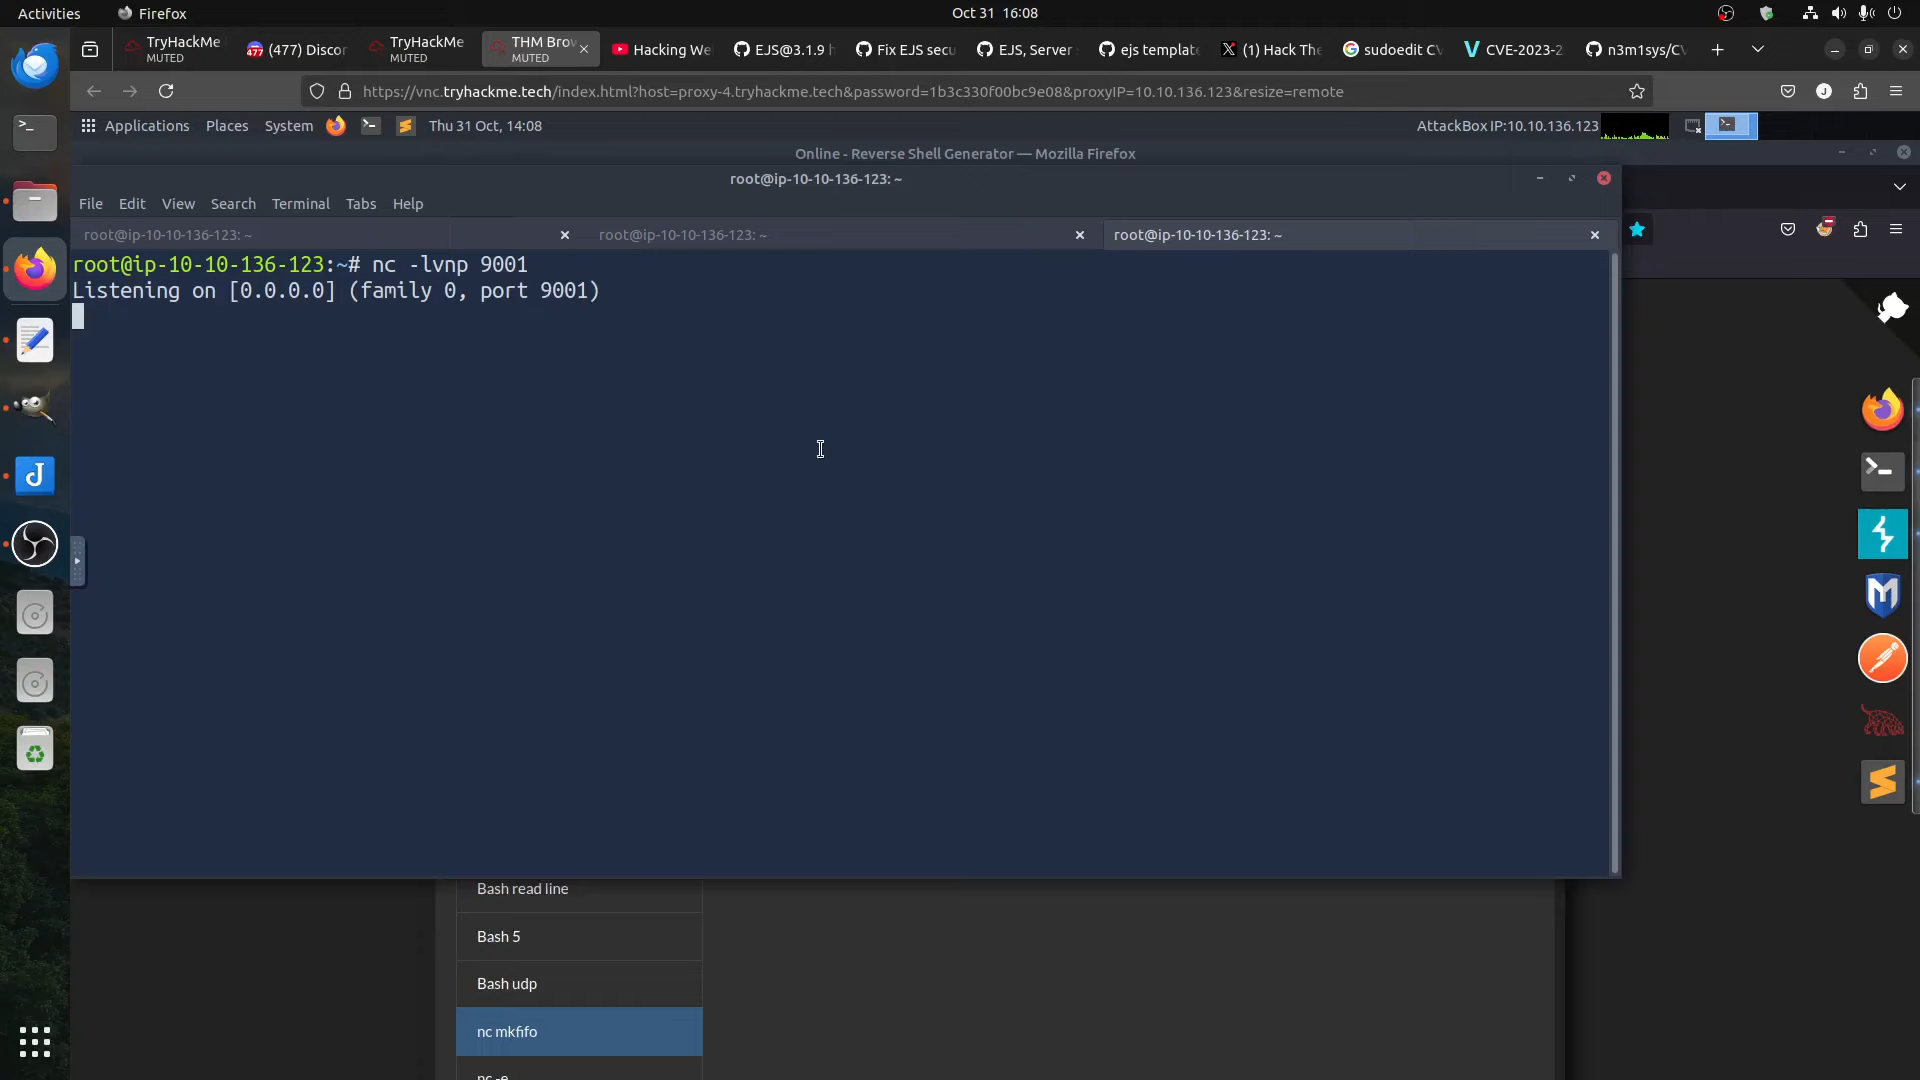 Activities
Firefox
Oct 31 16:08
TryHackMe
MUTED
(477) Discor
TryHackMe
MUTED
THM Brov
MUTED
Hacking We
EJS@3.1.9 h
Fix EJS secu
EJS, Server
ejs templat
(1) Hack The
sudoedit CV
CVE-2023-2
n3m1sys/CV
https://vnc.tryhackme.tech/index.html?host=proxy-4.tryhackme.tech&password=1b3c330f00bc9e08&proxyIP=10.10.136.123&resize=remote
Applications
Places
System
Thu 31 Oct, 14:08
AttackBox IP:10.10.136.123
Online - Reverse Shell Generator — Mozilla Firefox
root@ip-10-10-136-123: ~
File
Edit
View
Search
Terminal
Tabs
Help
root@ip-10-10-136-123: ~
root@ip-10-10-136-123: ~
root@ip-10-10-136-123: ~
root@ip-10-10-136-123:~# nc -lvnp 9001
Listening on [0.0.0.0] (family 0, port 9001)
Bash read line
Bash 5
Bash udp
nc mkfifo
nc -e